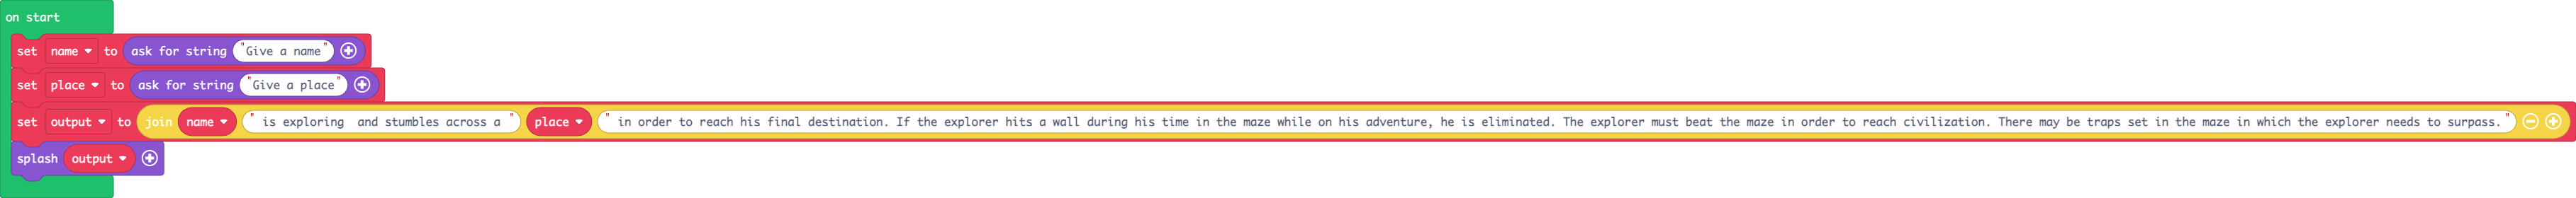 on start
set name to ask for string "Give a name"
set place to ask for string "Give a place"
set output to join name " is exploring  and stumbles across a " place " in order to reach his final destination. If the explorer hits a wall during his time in the maze while on his adventure, he is eliminated. The explorer must beat the maze in order to reach civilization. There may be traps set in the maze in which the explorer needs to surpass."
splash output